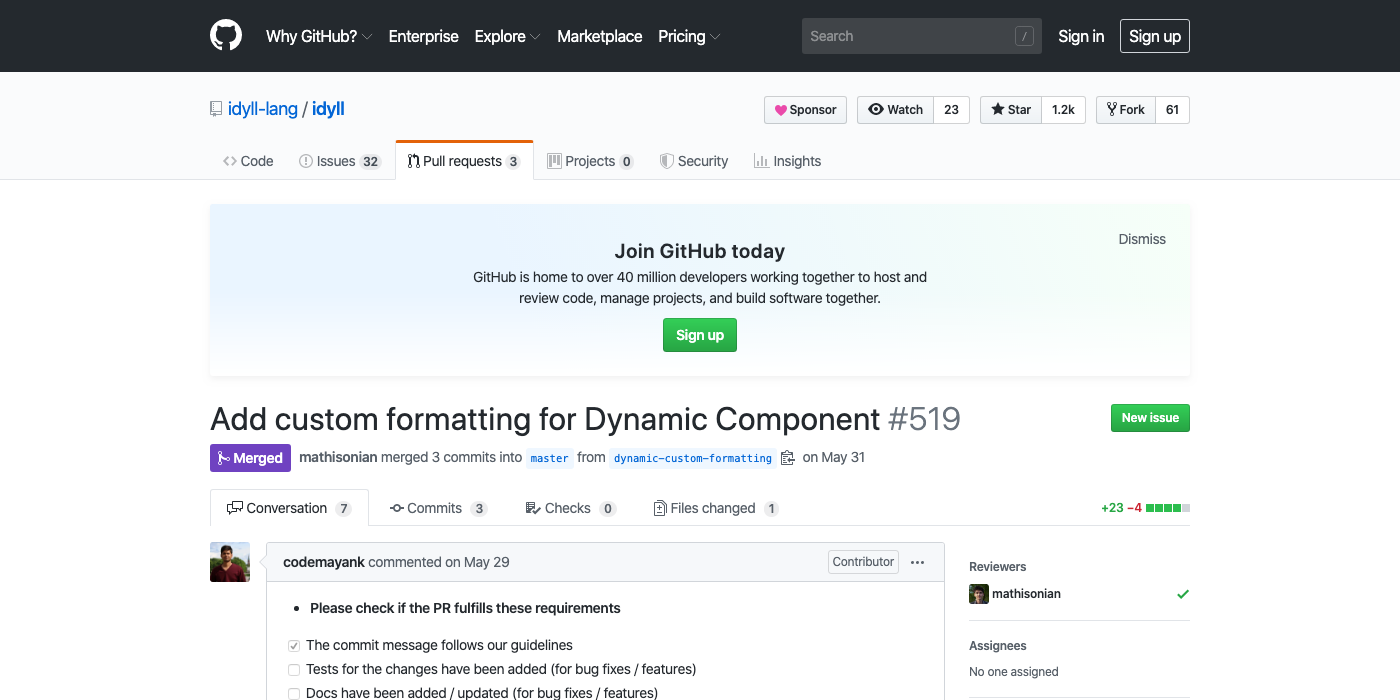 Why GitHub? Enterprise Explore Marketplace Pricing Search / Sign in Sign up
idyll-lang / idyll Sponsor Watch 23 Star 1.2k Fork 61
Code Issues 32 Pull requests 3 Projects 0 Security Insights
Dismiss
Join GitHub today
GitHub is home to over 40 million developers working together to host and
review code, manage projects, and build software together.
Sign up
Add custom formatting for Dynamic Component #519 New issue
Merged mathisonian merged 3 commits into master from dynamic-custom-formatting on May 31
Conversation 7 Commits 3 Checks 0 Files changed 1 +23 −4
codemayank commented on May 29 Contributor
Reviewers
mathisonian
• Please check if the PR fulfills these requirements
The commit message follows our guidelines
Assignees
Tests for the changes have been added (for bug fixes / features)
No one assigned
Docs have been added / updated (for bug fixes / features)